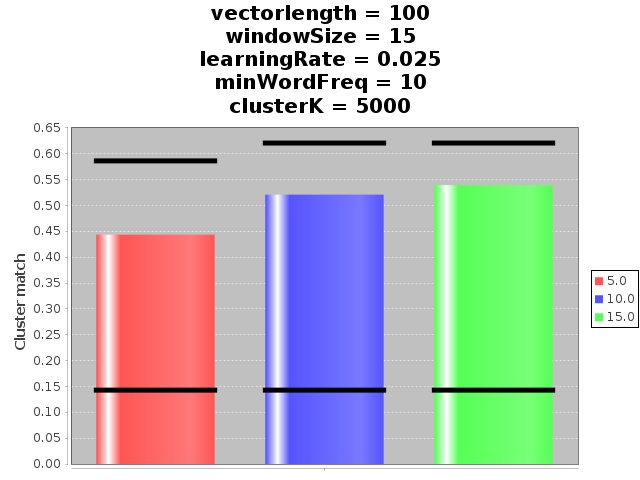 vectorlength = 100
windowSize = 15
learningRate = 0.025
minWordFreq = 10
clusterK = 5000
0.65
0.60
0.55
0.50
0.45
0.40
0.35
0.30
0.25
0.20
0.15
0.10
0.05
0.00
Cluster match
5.0
10.0
15.0